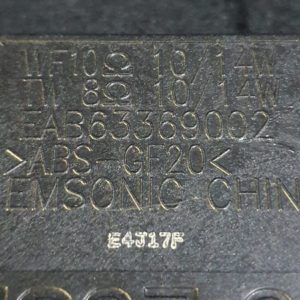 WF10Ω 10/14W
TW 8Ω 10/14W
EAB63369002
>ABS-GF20<
EMSONIC CHIN
E4J17F